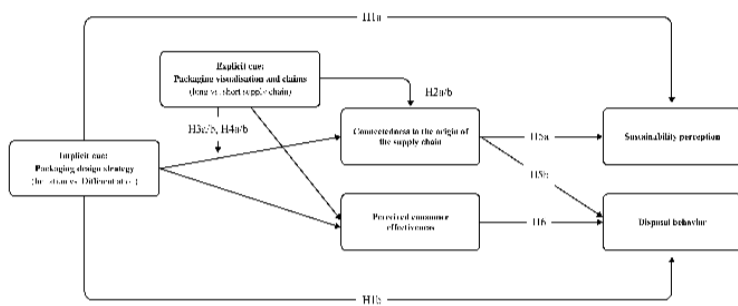 H1a
Explicit cue:
Packaging visualisation and claims
(long vs. short supply chain)
H2a/b
H3a/b, H4a/b
Connectedness to the origin of
the supply chain
H5a
Sustainability perception
Implicit cue:
Packaging design strategy
H5b
Perceived consumer
effectiveness
H6
Disposal behavior
H1b